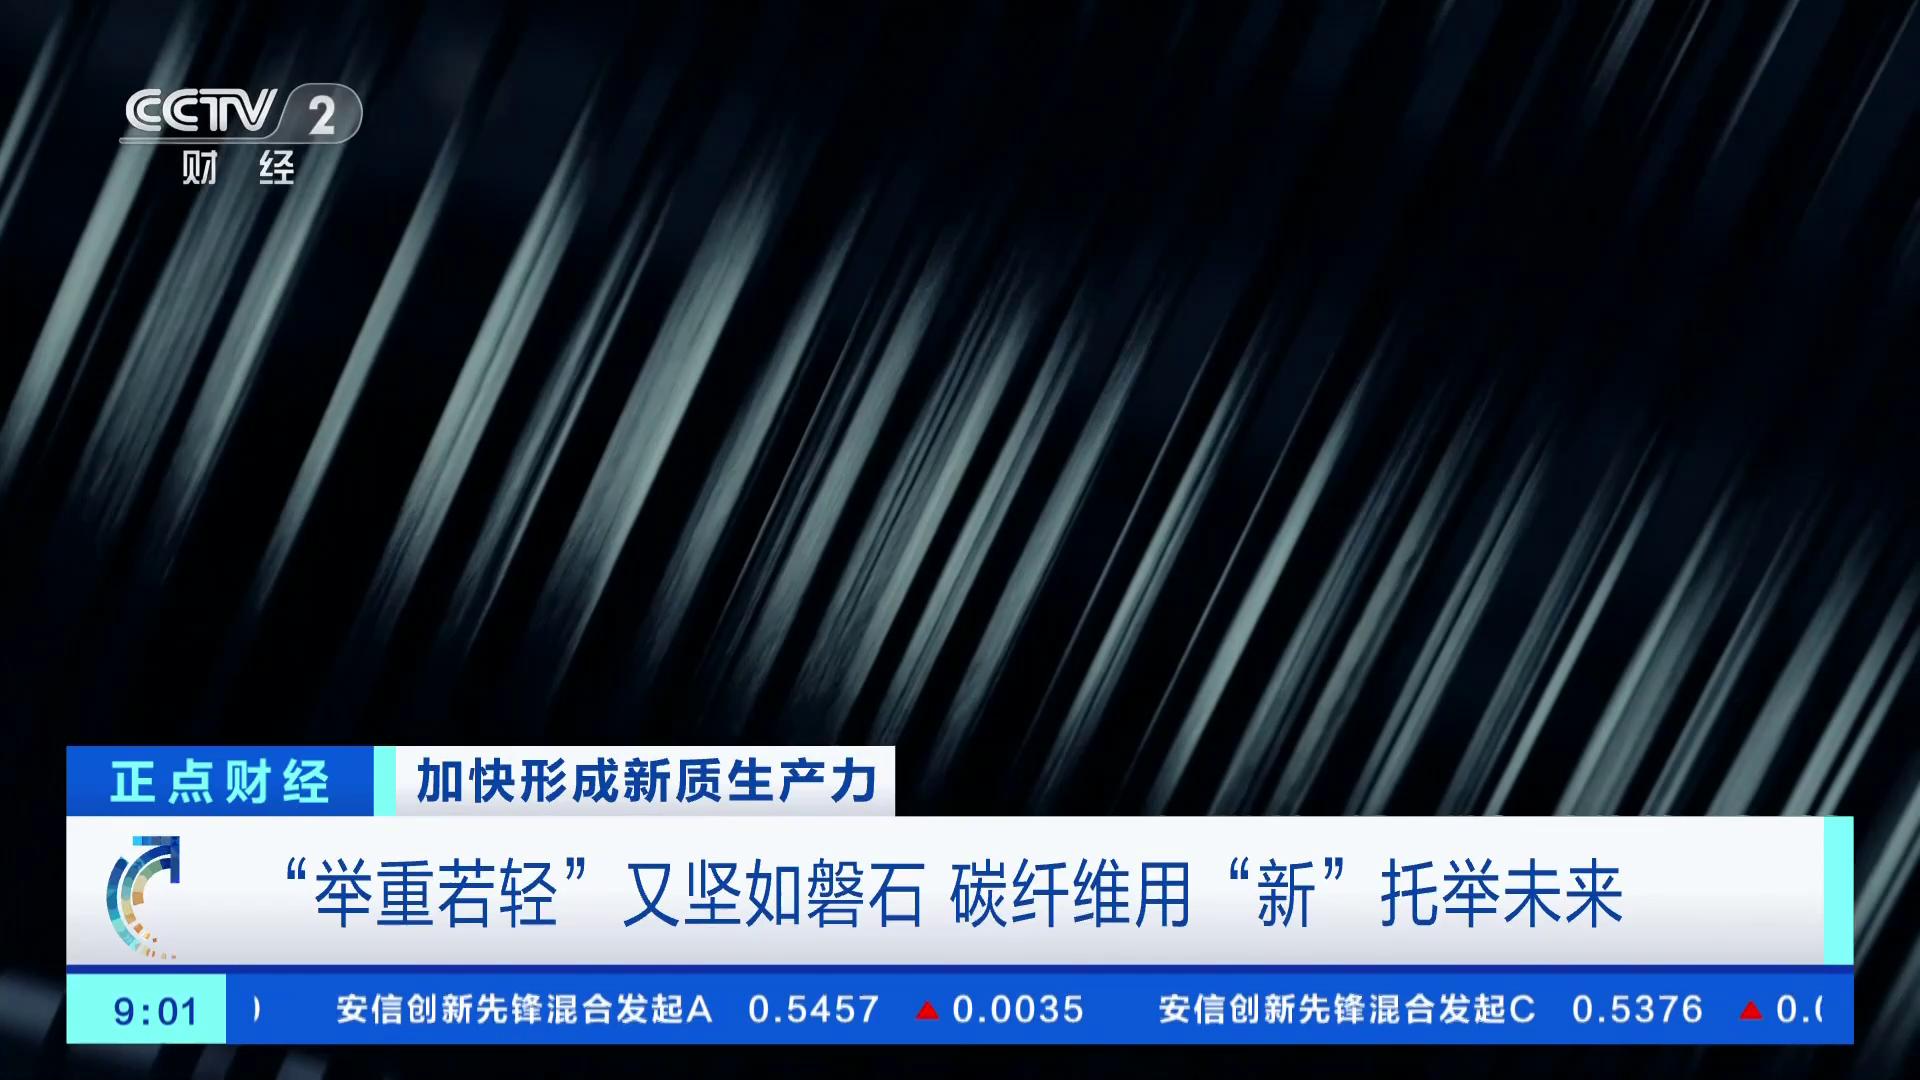 CCTV 2
财 经
正点财经 加快形成新质生产力
“举重若轻”又坚如磐石 碳纤维用“新”托举未来
9:01 安信创新先锋混合发起A 0.5457 ▲0.0035 安信创新先锋混合发起C 0.5376 ▲0.